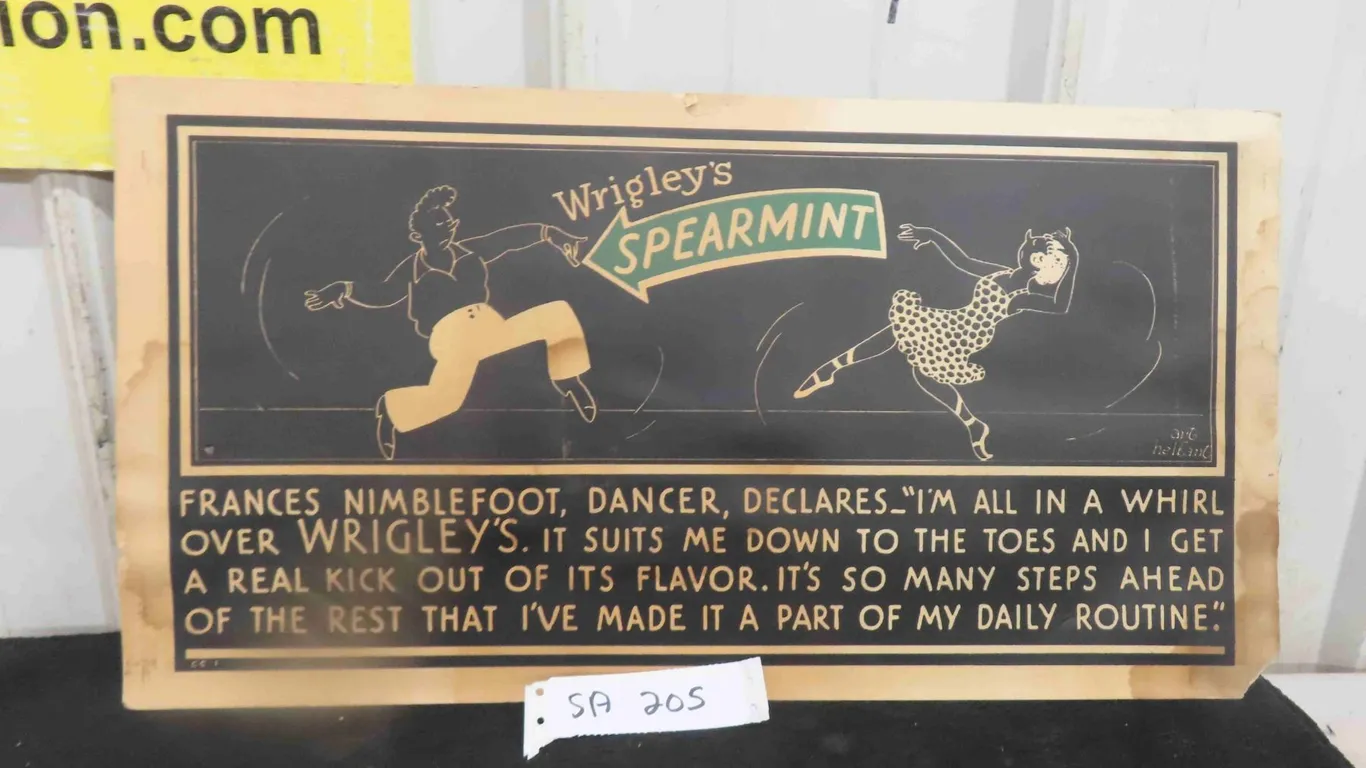 ion.com
Wrigley's
SPEARMINT
art
helfant
FRANCES NIMBLEFOOT, DANCER, DECLARES_"I'M ALL IN A WHIRL
OVER WRIGLEY'S. IT SUITS ME DOWN TO THE TOES AND I GET
A REAL KICK OUT OF ITS FLAVOR. IT'S SO MANY STEPS AHEAD
OF THE REST THAT I'VE MADE IT A PART OF MY DAILY ROUTINE."
SA 205